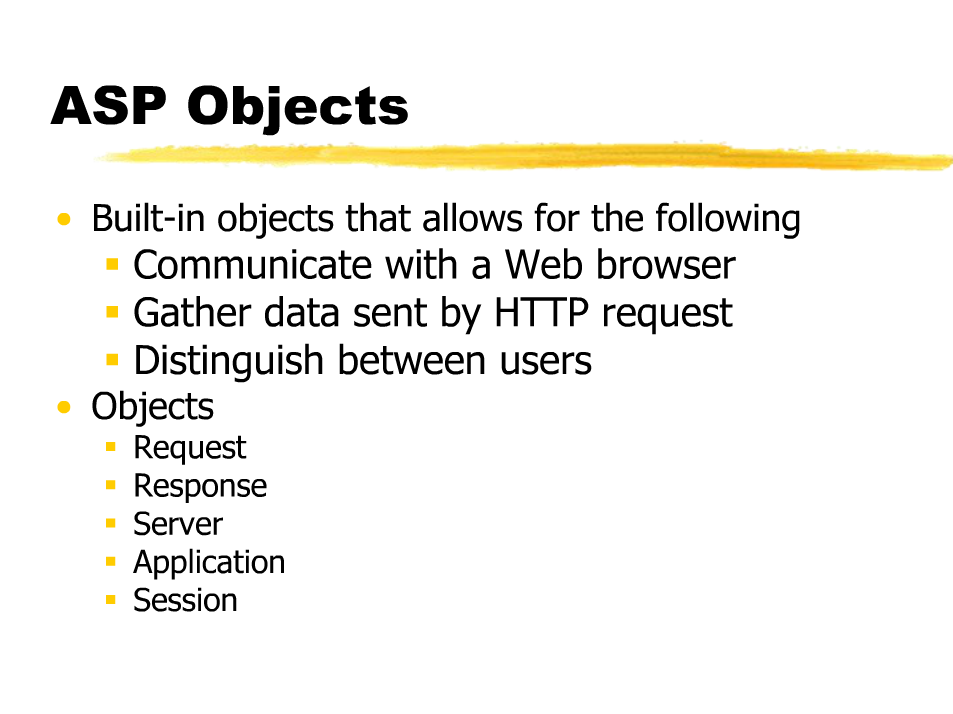 ASP Objects
• Built-in objects that allows for the following
▪ Communicate with a Web browser
▪ Gather data sent by HTTP request
▪ Distinguish between users
• Objects
▪ Request
▪ Response
▪ Server
▪ Application
▪ Session